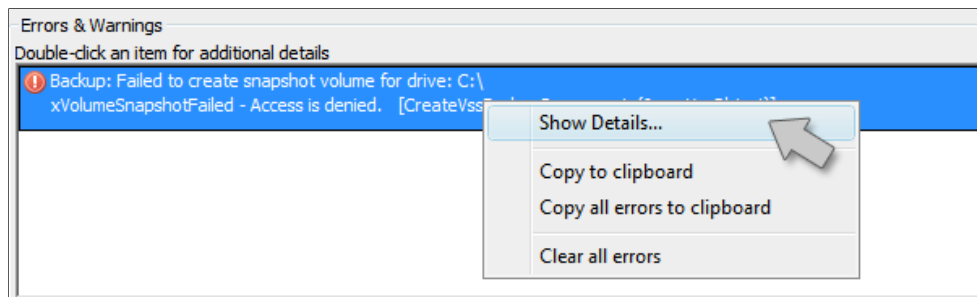 Errors & Warnings
Double-click an item for additional details
Backup: Failed to create snapshot volume for drive: C:\
xVolumeSnapshotFailed - Access is denied. [CreateVss
Show Details...
Copy to clipboard
Copy all errors to clipboard
Clear all errors